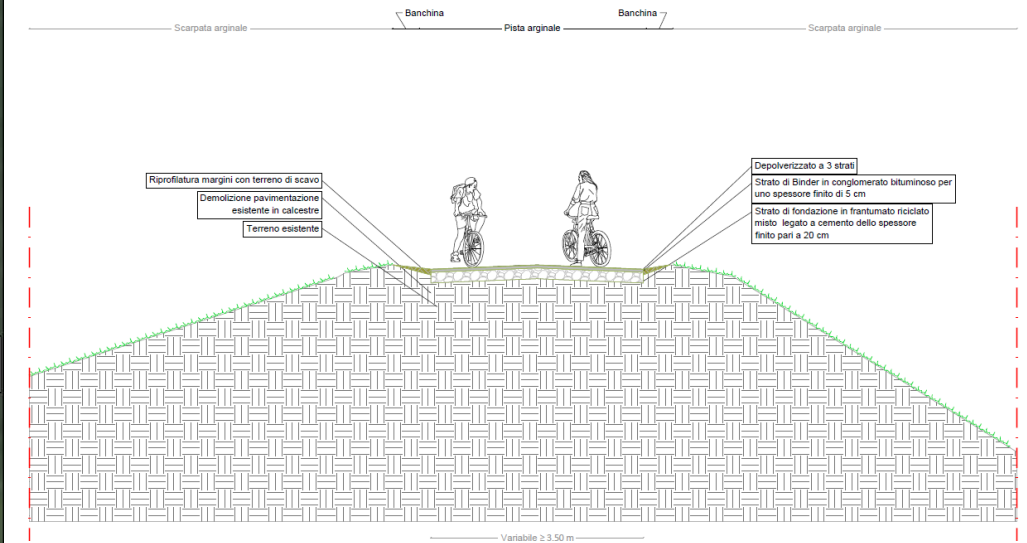 Banchina
Banchina
Scarpata arginale
Pista arginale
Scarpata arginale
Riprofilatura margini con terreno di scavo
Demolizione pavimentazione
esistente in calcestre
Terreno esistente
Depolverizzato a 3 strati
Strato di Binder in conglomerato bituminoso per
uno spessore finito di 5 cm
Strato di fondazione in frantumato riciclato
misto legato a cemento dello spessore
finito pari a 20 cm
Variabile ≥ 3.50 m